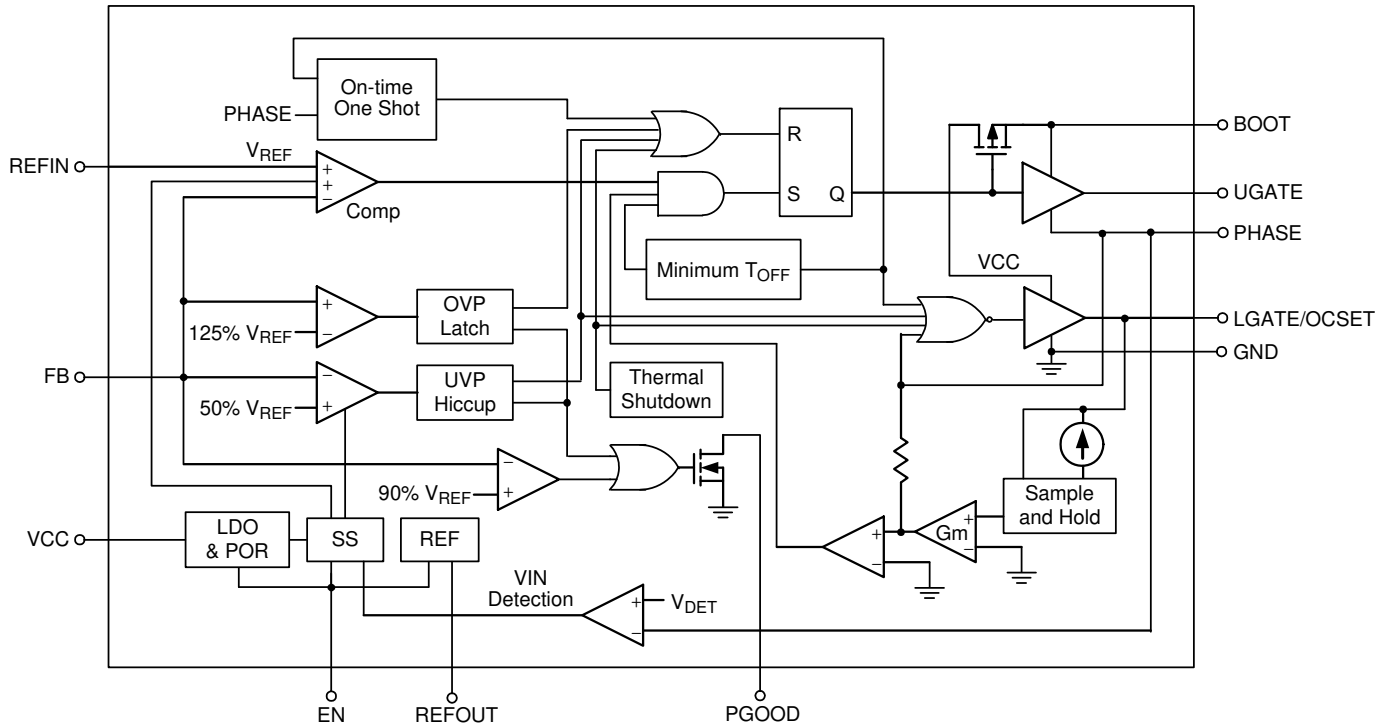 On-time
One Shot
PHASE
REFIN
VREF
+
+
−
Comp
R
S
Q
BOOT
UGATE
PHASE
Minimum TOFF
VCC
OVP
Latch
+
−
125% VREF
LGATE/OCSET
GND
FB
−
+
50% VREF
UVP
Hiccup
Thermal
Shutdown
−
+
90% VREF
Sample
and Hold
Gm
+
−
+
−
VCC
LDO
& POR
SS
REF
VIN
Detection
+
−
VDET
EN
REFOUT
PGOOD